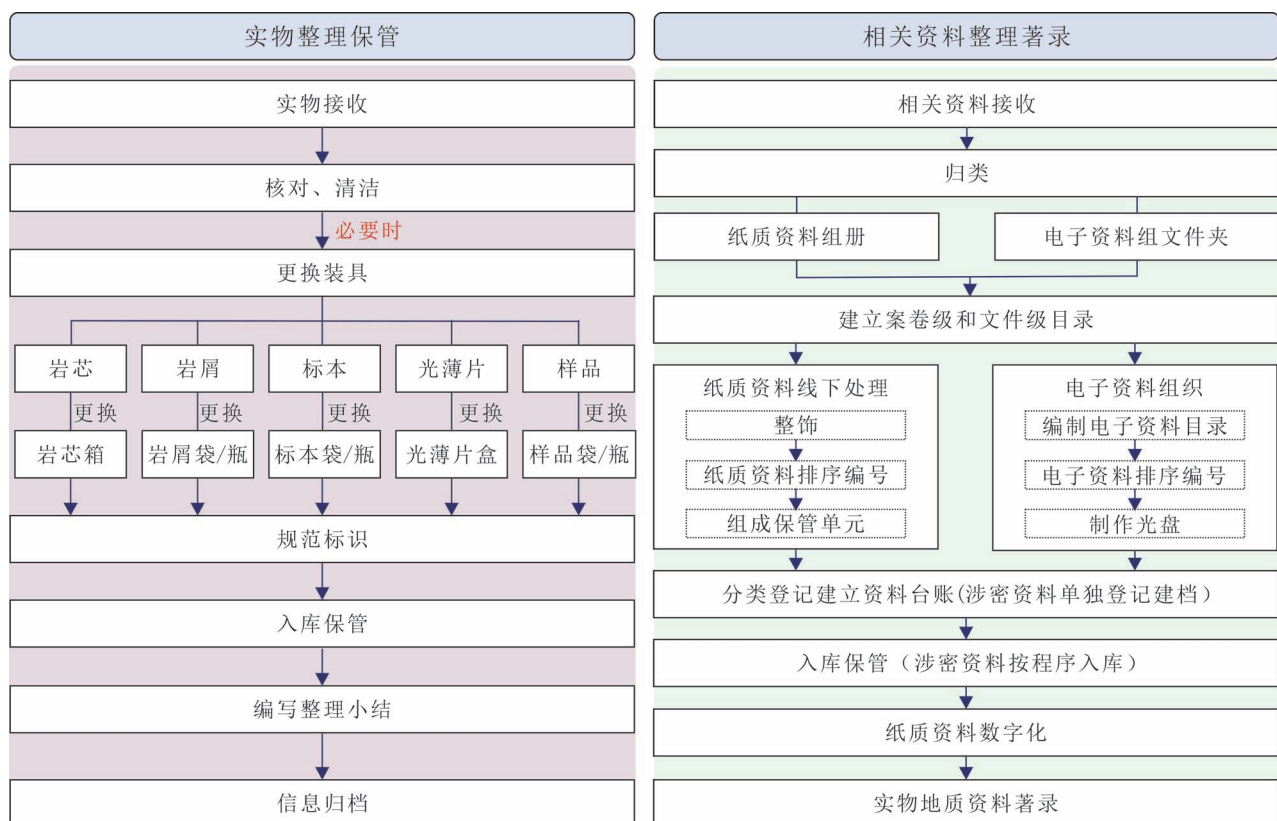 实物整理保管
实物接收
核对、清洁
必要时
更换装具
岩芯
岩屑
标本
光薄片
样品
更换
更换
更换
更换
更换
岩芯箱
岩屑袋/瓶
标本袋/瓶
光薄片盒
样品袋/瓶
规范标识
入库保管
编写整理小结
信息归档
相关资料整理著录
相关资料接收
归类
纸质资料组册
电子资料组文件夹
建立案卷级和文件级目录
纸质资料线下处理
整饰
纸质资料排序编号
组成保管单元
电子资料组织
编制电子资料目录
电子资料排序编号
制作光盘
分类登记建立资料台账(涉密资料单独登记建档）
入库保管（涉密资料按程序入库）
纸质资料数字化
实物地质资料著录